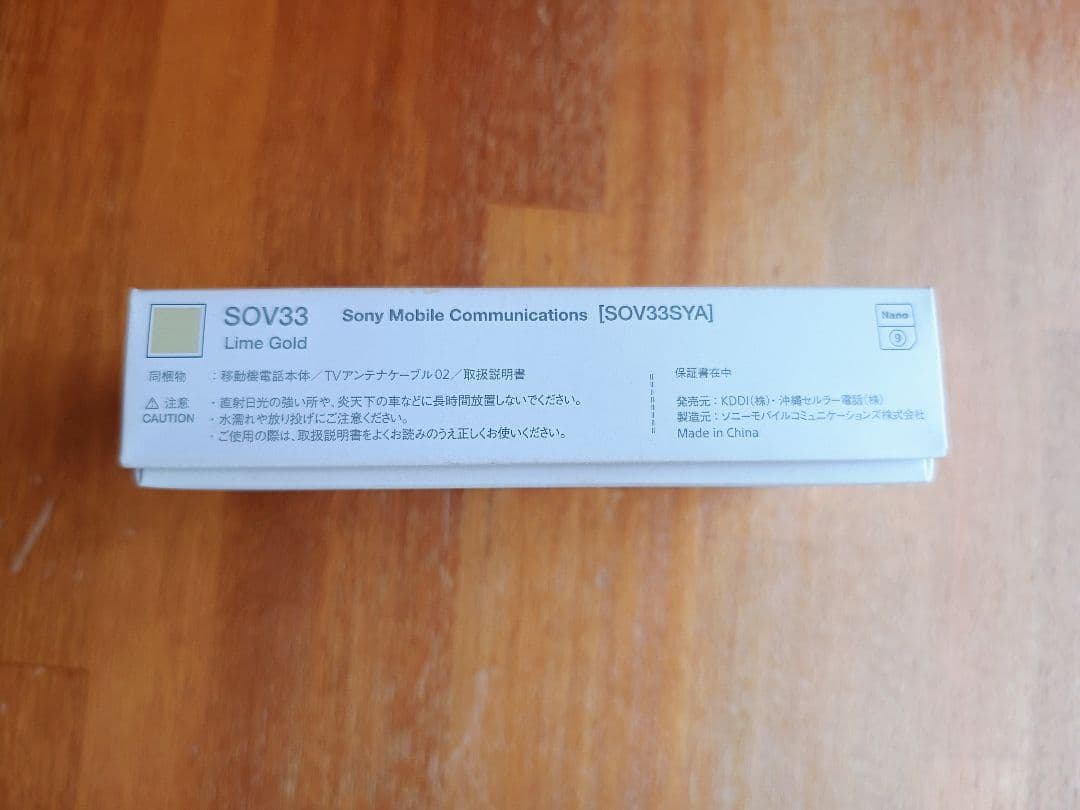 SOV33 Sony Mobile Communications [SOV33SYA]
Lime Gold
Nano
9
同梱物 : 移動機電話本体／TVアンテナケーブル02／取扱説明書
⚠ 注意
CAUTION
・直射日光の強い所や、炎天下の車などに長時間放置しないでください。
・水濡れや放り投げにご注意ください。
・ご使用の際は、取扱説明書をよくお読みのうえ正しくお使いください。
保証書在中
発売元：KDDI(株)・沖縄セルラー電話(株)
製造元：ソニーモバイルコミュニケーションズ株式会社
Made in China